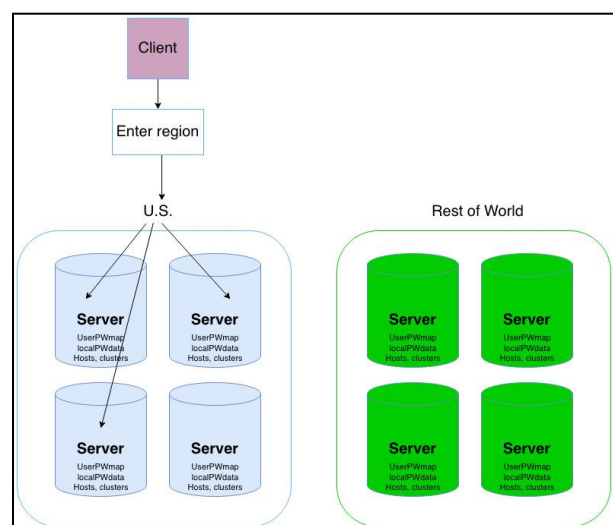 Client
Enter region
U.S.
Rest of World
Server
UserPWmap
localPWdata
Hosts, clusters
Server
UserPWmap
localPWdata
Hosts, clusters
Server
UserPWmap
localPWdata
Hosts, clusters
Server
UserPWmap
localPWdata
Hosts, clusters
Server
UserPWmap
localPWdata
Hosts, clusters
Server
UserPWmap
localPWdata
Hosts, clusters
Server
UserPWmap
localPWdata
Hosts, clusters
Server
UserPWmap
localPWdata
Hosts, clusters